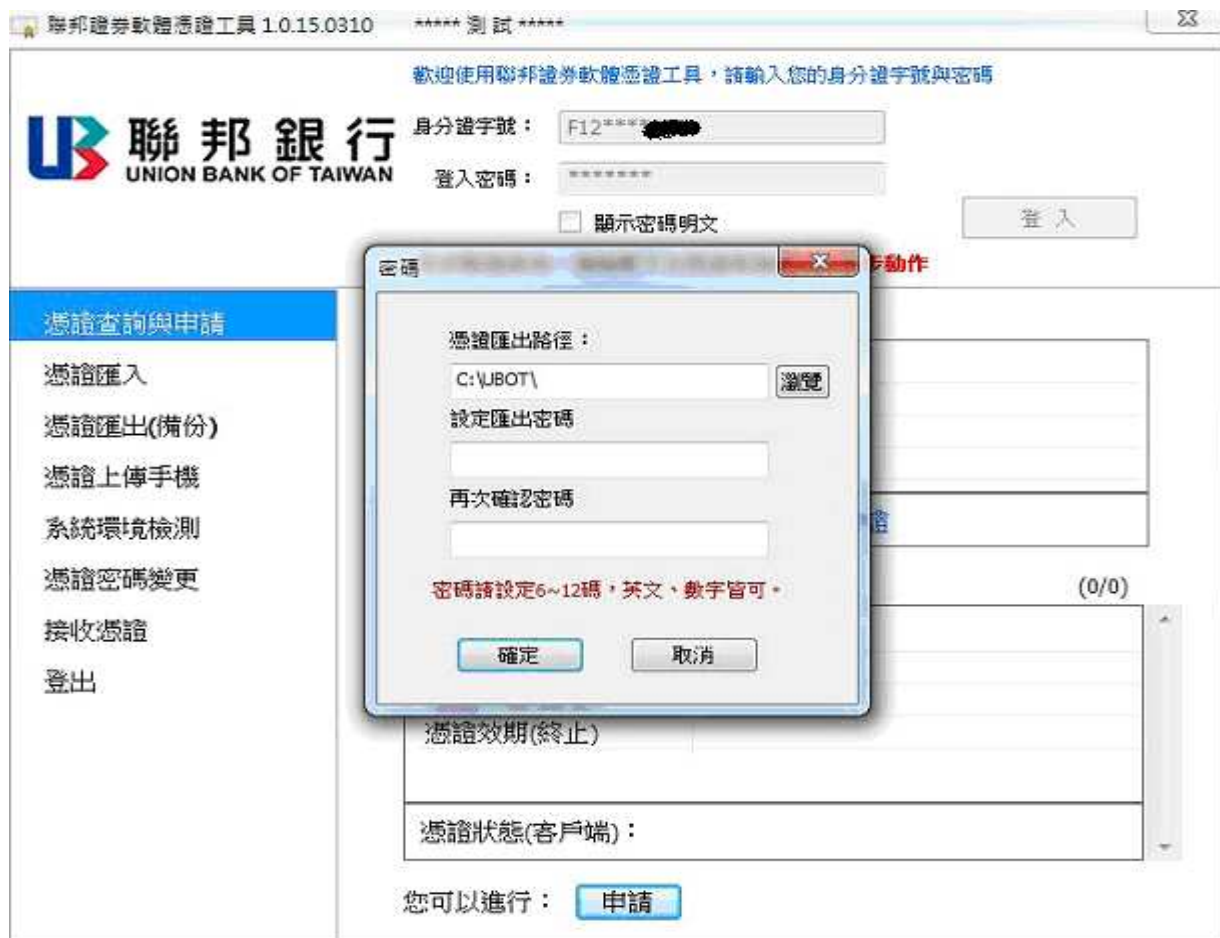 聯邦證券軟體憑證工具 1.0.15.0310 ***** 測 試 *****
歡迎使用聯邦證券軟體憑證工具，請輸入您的身分證字號與密碼
聯邦銀行
UNION BANK OF TAIWAN
身分證字號：
F12****
登入密碼：
*******
顯示密碼明文
登 入
步動作
密碼
憑證匯出路徑：
C:\UBOT\
瀏覽
設定匯出密碼
再次確認密碼
密碼請設定6~12碼，英文、數字皆可。
確定
取消
憑證查詢與申請
憑證匯入
憑證匯出(備份)
憑證上傳手機
系統環境檢測
憑證密碼變更
接收憑證
登出
證
(0/0)
憑證效期(終止)
憑證狀態(客戶端)：
您可以進行：
申請